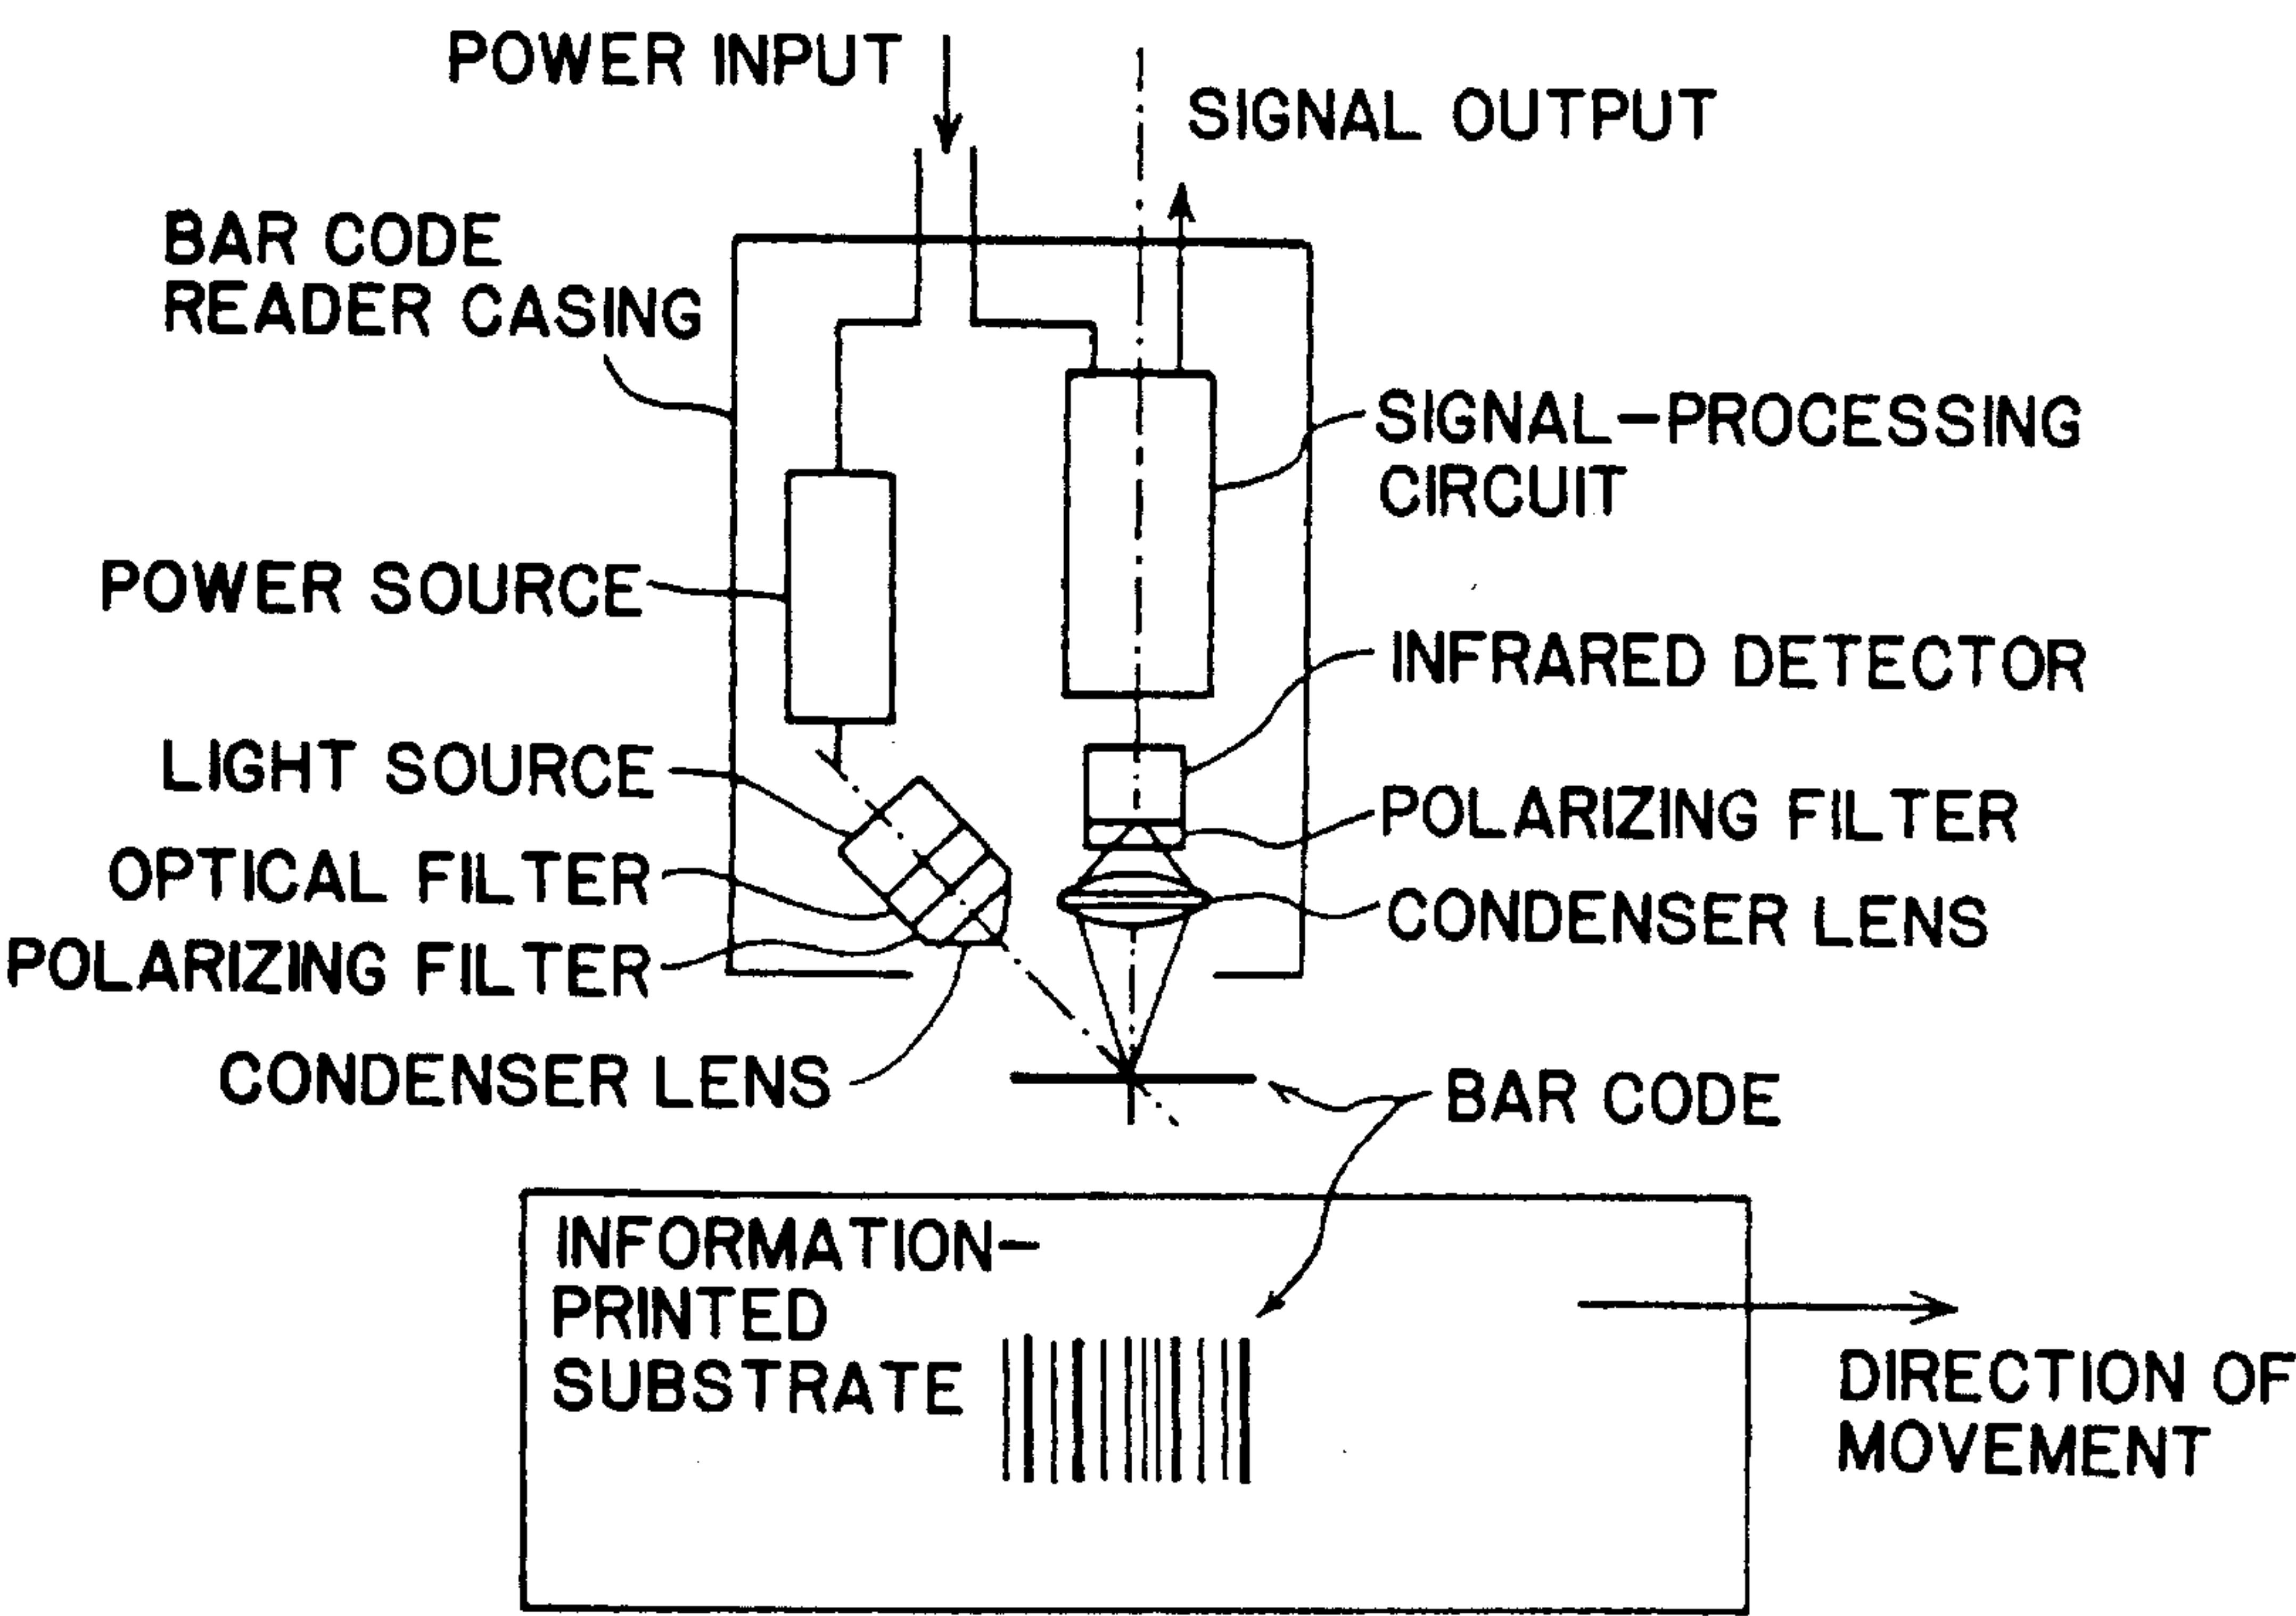 POWER INPUT
SIGNAL OUTPUT
BAR CODE
READER CASING
SIGNAL-PROCESSING
CIRCUIT
POWER SOURCE
INFRARED DETECTOR
LIGHT SOURCE
POLARIZING FILTER
OPTICAL FILTER
CONDENSER LENS
POLARIZING FILTER
CONDENSER LENS
BAR CODE
INFORMATION-
PRINTED
SUBSTRATE
DIRECTION OF
MOVEMENT